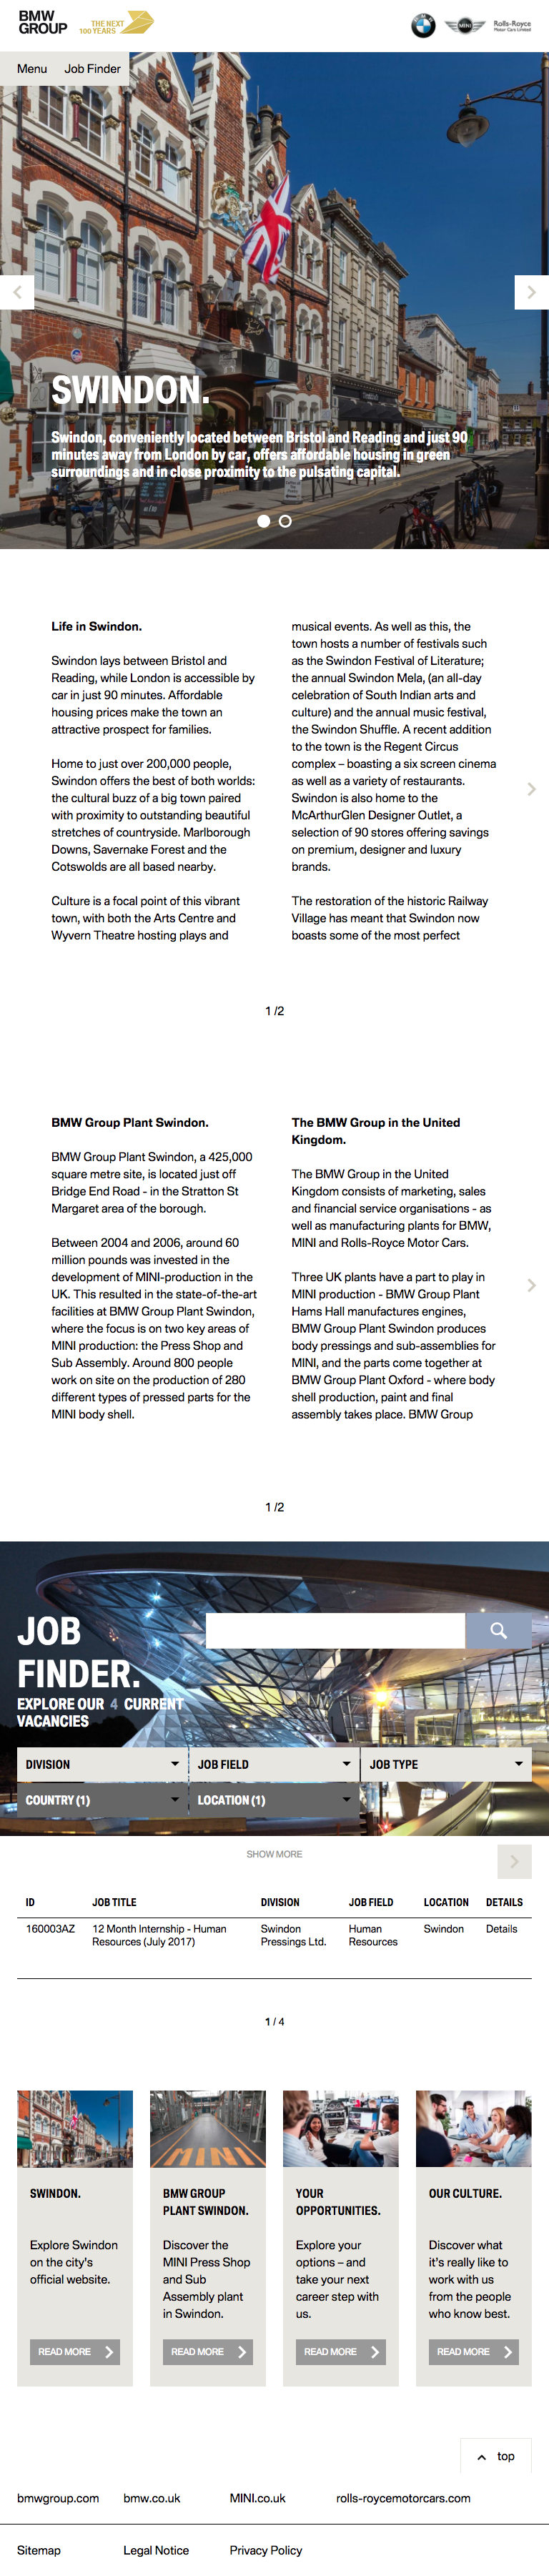 BMW
GROUP
THE NEXT
100 YEARS
MINI
Rolls-Royce
Motor Cars Limited
Menu
Job Finder
SWINDON.
Swindon, conveniently located between Bristol and Reading and just 90
minutes away from London by car, offers affordable housing in green
surroundings and in close proximity to the pulsating capital.
Life in Swindon.
Swindon lays between Bristol and
Reading, while London is accessible by
car in just 90 minutes. Affordable
housing prices make the town an
attractive prospect for families.
Home to just over 200,000 people,
Swindon offers the best of both worlds:
the cultural buzz of a big town paired
with proximity to outstanding beautiful
stretches of countryside. Marlborough
Downs, Savernake Forest and the
Cotswolds are all based nearby.
Culture is a focal point of this vibrant
town, with both the Arts Centre and
Wyvern Theatre hosting plays and
musical events. As well as this, the
town hosts a number of festivals such
as the Swindon Festival of Literature;
the annual Swindon Mela, (an all-day
celebration of South Indian arts and
culture) and the annual music festival,
the Swindon Shuffle. A recent addition
to the town is the Regent Circus
complex – boasting a six screen cinema
as well as a variety of restaurants.
Swindon is also home to the
McArthurGlen Designer Outlet, a
selection of 90 stores offering savings
on premium, designer and luxury
brands.
The restoration of the historic Railway
Village has meant that Swindon now
boasts some of the most perfect
1 /2
BMW Group Plant Swindon.
BMW Group Plant Swindon, a 425,000
square metre site, is located just off
Bridge End Road - in the Stratton St
Margaret area of the borough.
Between 2004 and 2006, around 60
million pounds was invested in the
development of MINI-production in the
UK. This resulted in the state-of-the-art
facilities at BMW Group Plant Swindon,
where the focus is on two key areas of
MINI production: the Press Shop and
Sub Assembly. Around 800 people
work on site on the production of 280
different types of pressed parts for the
MINI body shell.
The BMW Group in the United
Kingdom.
The BMW Group in the United
Kingdom consists of marketing, sales
and financial service organisations - as
well as manufacturing plants for BMW,
MINI and Rolls-Royce Motor Cars.
Three UK plants have a part to play in
MINI production - BMW Group Plant
Hams Hall manufactures engines,
BMW Group Plant Swindon produces
body pressings and sub-assemblies for
MINI, and the parts come together at
BMW Group Plant Oxford - where body
shell production, paint and final
assembly takes place. BMW Group
1 /2
JOB
FINDER.
EXPLORE OUR 4 CURRENT
VACANCIES
DIVISION
JOB FIELD
JOB TYPE
COUNTRY (1)
LOCATION (1)
SHOW MORE
ID
JOB TITLE
DIVISION
JOB FIELD
LOCATION
DETAILS
160003AZ
12 Month Internship - Human
Resources (July 2017)
Swindon
Pressings Ltd.
Human
Resources
Swindon
Details
1 / 4
MINI
SWINDON.
Explore Swindon
on the city's
official website.
READ MORE
BMW GROUP
PLANT SWINDON.
Discover the
MINI Press Shop
and Sub
Assembly plant
in Swindon.
READ MORE
YOUR
OPPORTUNITIES.
Explore your
options – and
take your next
career step with
us.
READ MORE
OUR CULTURE.
Discover what
it's really like to
work with us
from the people
who know best.
READ MORE
top
bmwgroup.com
bmw.co.uk
MINI.co.uk
rolls-roycemotorcars.com
Sitemap
Legal Notice
Privacy Policy